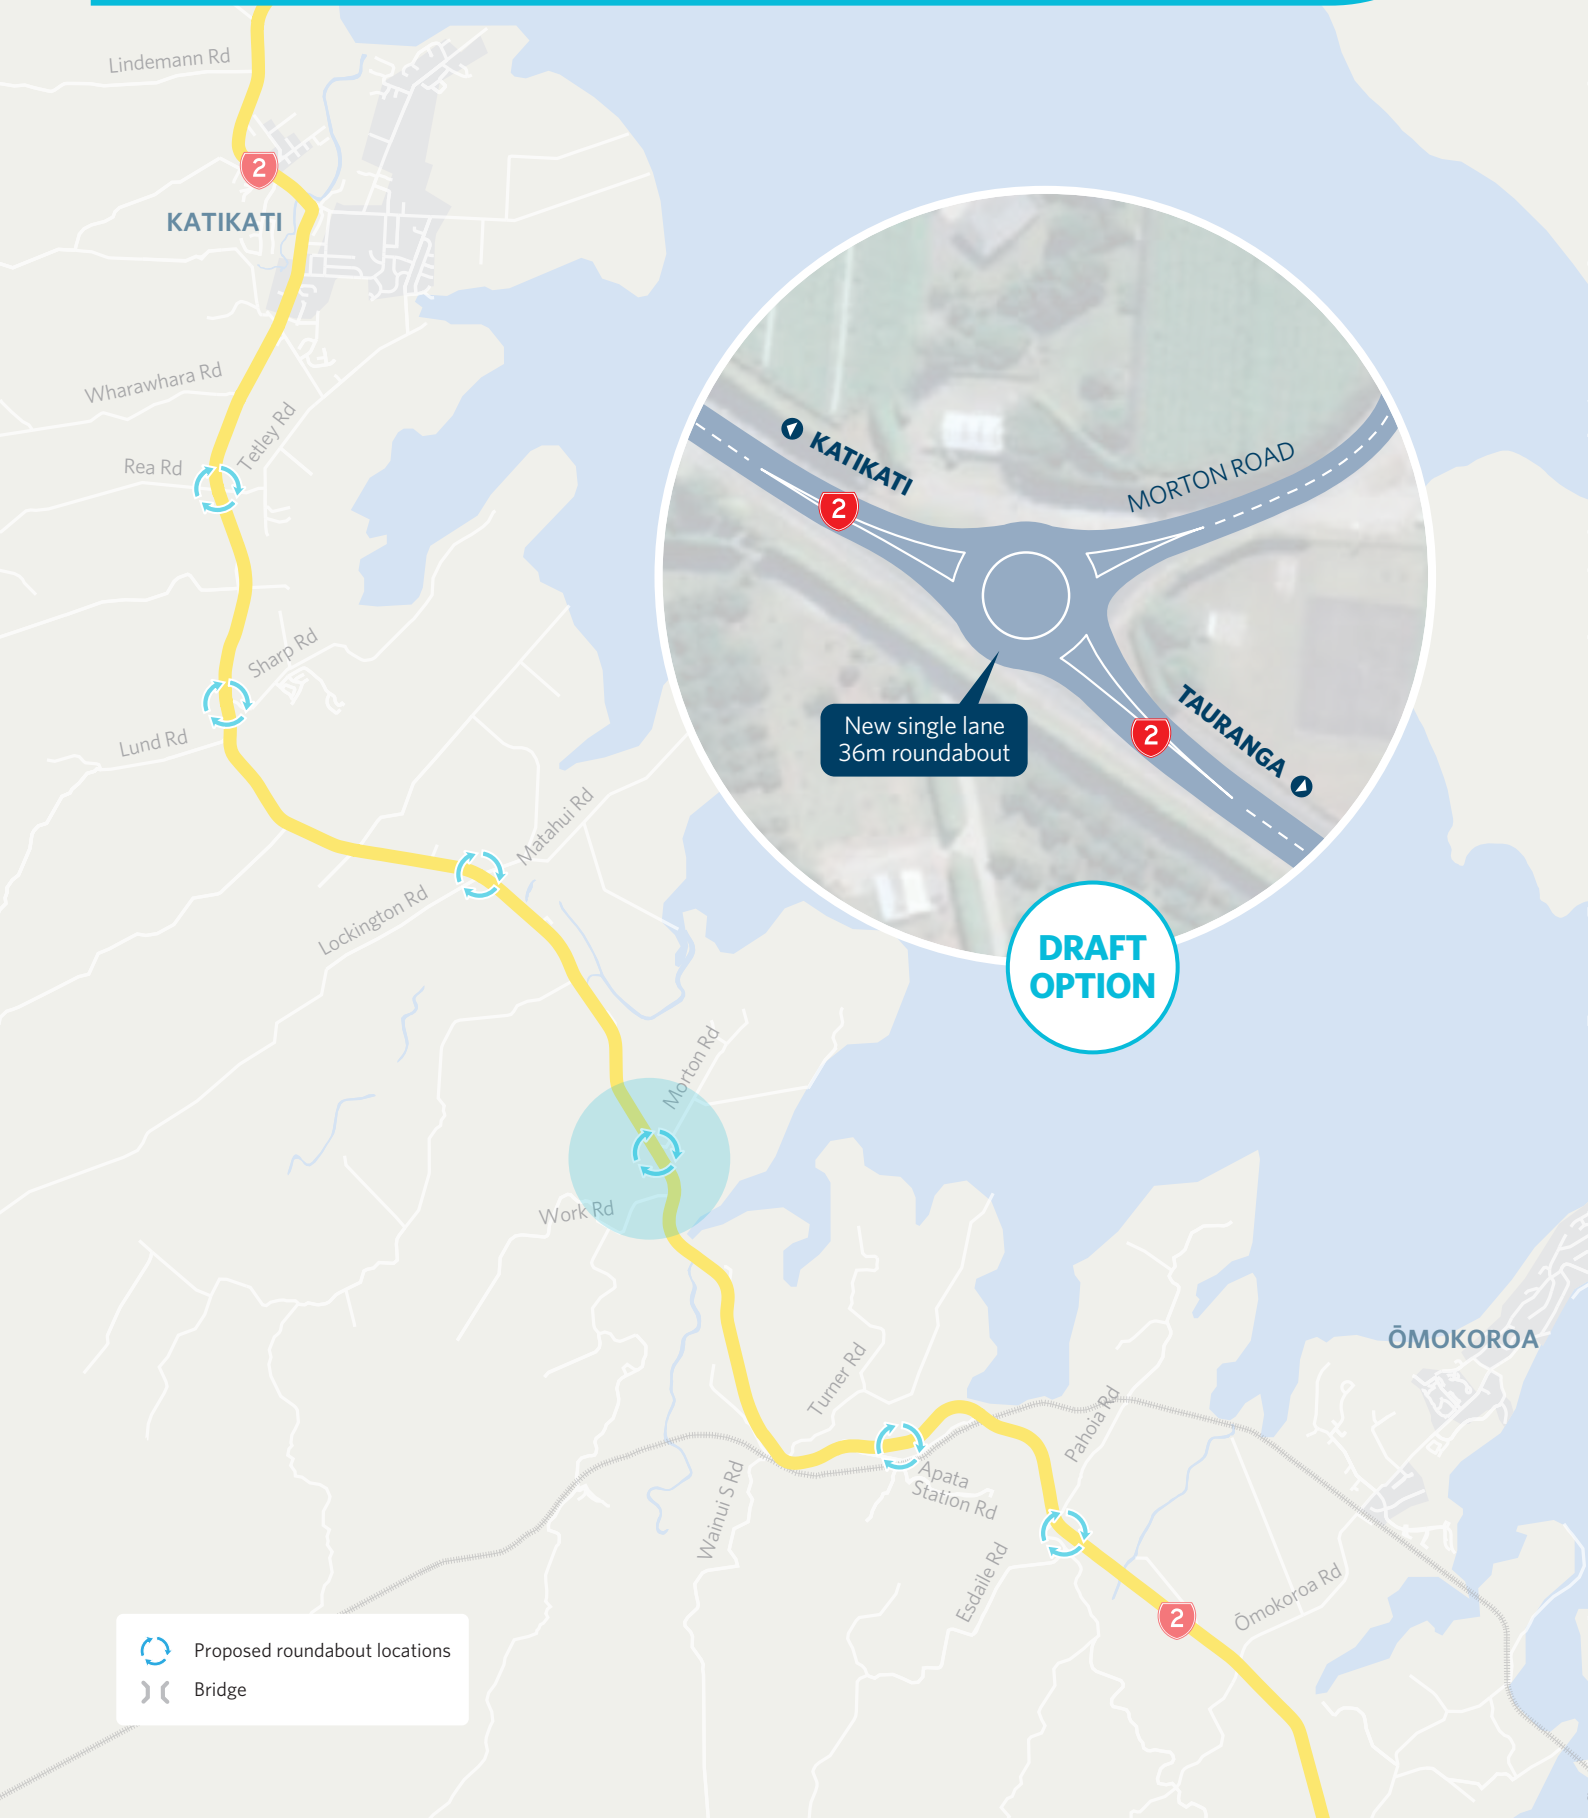 Lindemann Rd
2
KATIKATI
Wharawhara Rd
Tetley Rd
Rea Rd
Sharp Rd
Lund Rd
KATIKATI
2
MORTON ROAD
New single lane
36m roundabout
TAURANGA
2
DRAFT
OPTION
Matahui Rd
Lockington Rd
Morton Rd
Work Rd
ŌMOKOROA
Turner Rd
Pahoia Rd
Apata
Station Rd
Wainui S Rd
Esdaile Rd
2
Ōmokoroa Rd
Proposed roundabout locations
Bridge